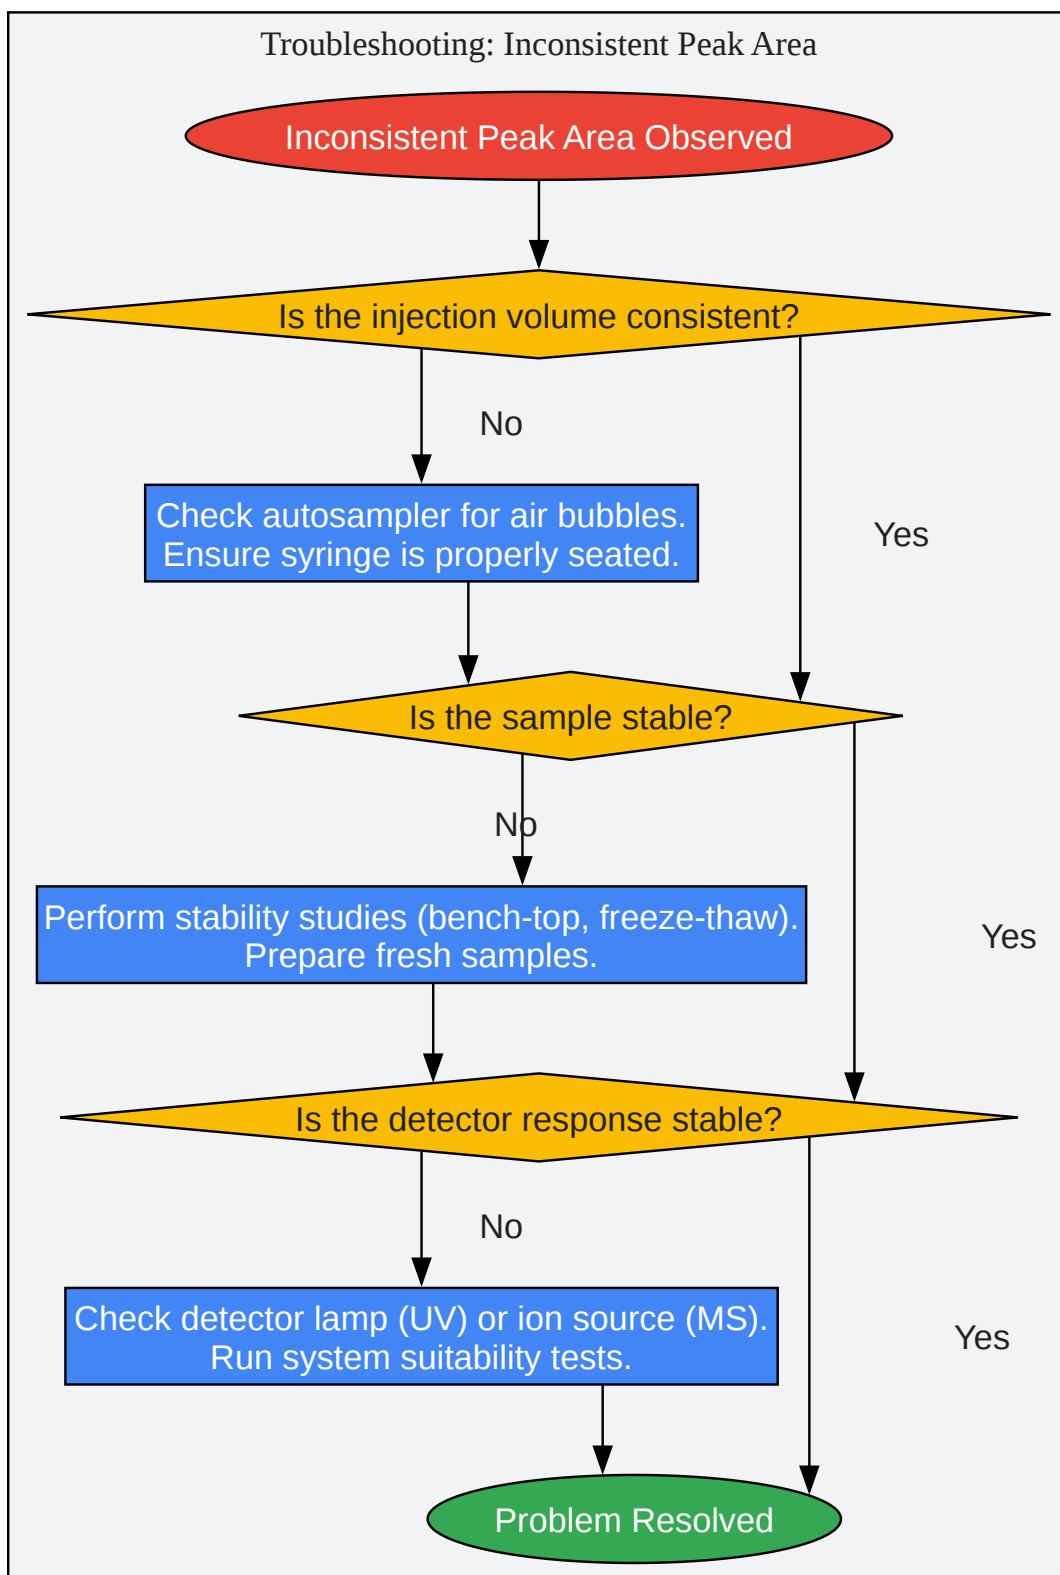 Troubleshooting: Inconsistent Peak Area
Inconsistent Peak Area Observed
Is the injection volume consistent?
No
Check autosampler for air bubbles.
Ensure syringe is properly seated.
Yes
Is the sample stable?
No
Perform stability studies (bench-top, freeze-thaw).
Prepare fresh samples.
Yes
Is the detector response stable?
No
Check detector lamp (UV) or ion source (MS).
Run system suitability tests.
Yes
Problem Resolved